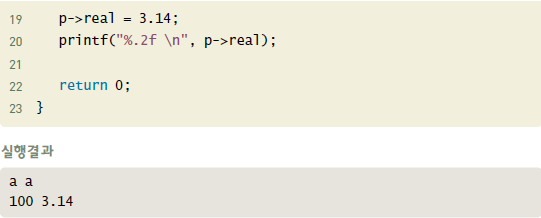 19 p->real = 3.14;
20 printf("%.2f \n", p->real);
21
22 return 0;
23 }
실행결과
a a
100 3.14